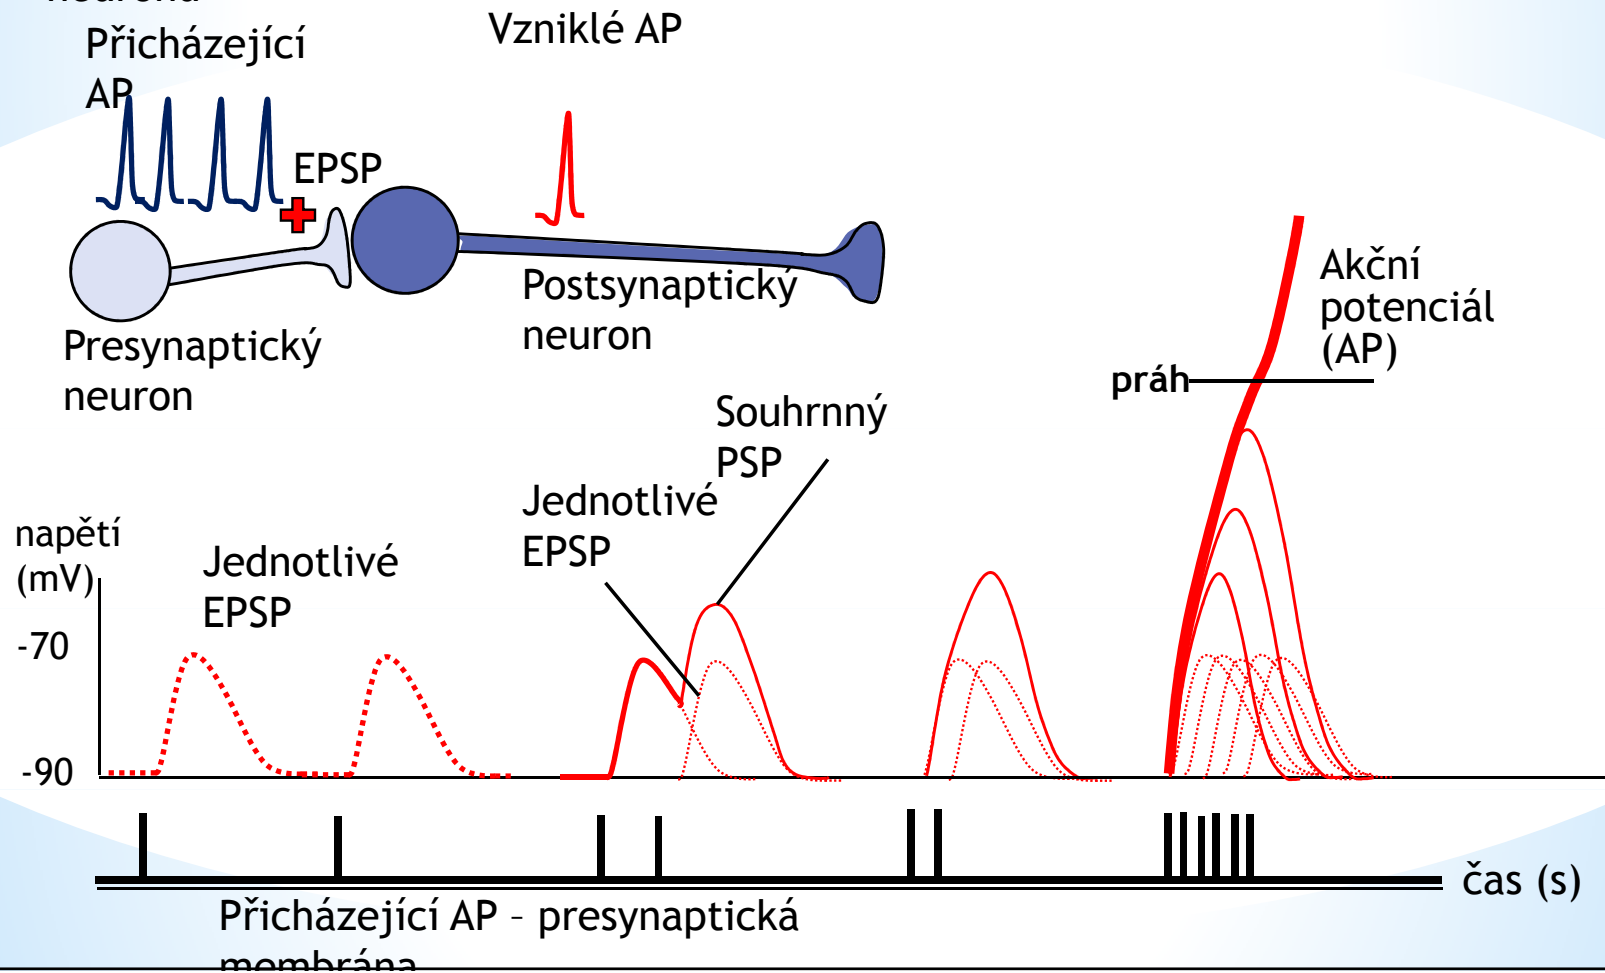 Přicházející
AP
Vzniklé AP
EPSP
Postsynaptický
neuron
Presynaptický
neuron
Akční
potenciál
(AP)
práh
Souhrnný
PSP
Jednotlivé
EPSP
napětí
(mV)
Jednotlivé
EPSP
-70
-90
čas (s)
Přicházející AP – presynaptická
membrána